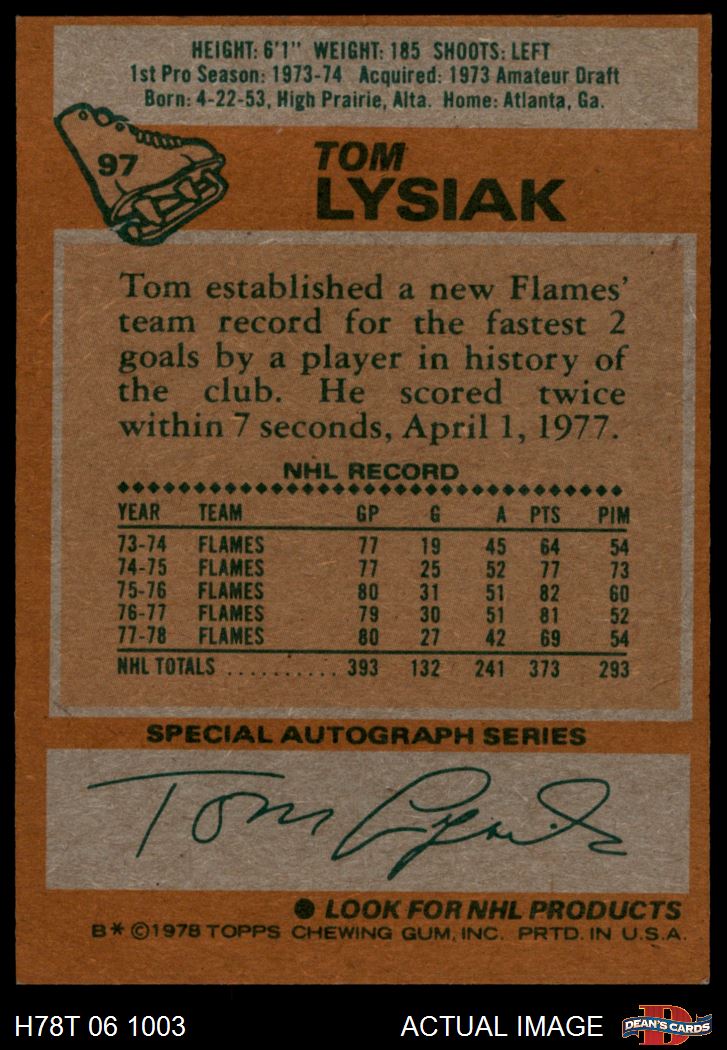 HEIGHT: 6'1" WEIGHT: 185 SHOOTS: LEFT
1st Pro Season: 1973-74 Acquired: 1973 Amateur Draft
Born: 4-22-53, High Prairie, Alta. Home: Atlanta, Ga.
97
TOM
LYSIAK
Tom established a new Flames'
team record for the fastest 2
goals by a player in history of
the club. He scored twice
within 7 seconds, April 1, 1977.
NHL RECORD
YEAR TEAM GP G A PTS PIM
73-74 FLAMES 77 19 45 64 54
74-75 FLAMES 77 25 52 77 73
75-76 FLAMES 80 31 51 82 60
76-77 FLAMES 79 30 51 81 52
77-78 FLAMES 80 27 42 69 54
NHL TOTALS .......... 393 132 241 373 293
SPECIAL AUTOGRAPH SERIES
Tom Lysiak
● LOOK FOR NHL PRODUCTS
B* ©1978 TOPPS CHEWING GUM, INC. PRTD. IN U.S.A.
H78T 06 1003 ACTUAL IMAGE D DEAN'S CARDS